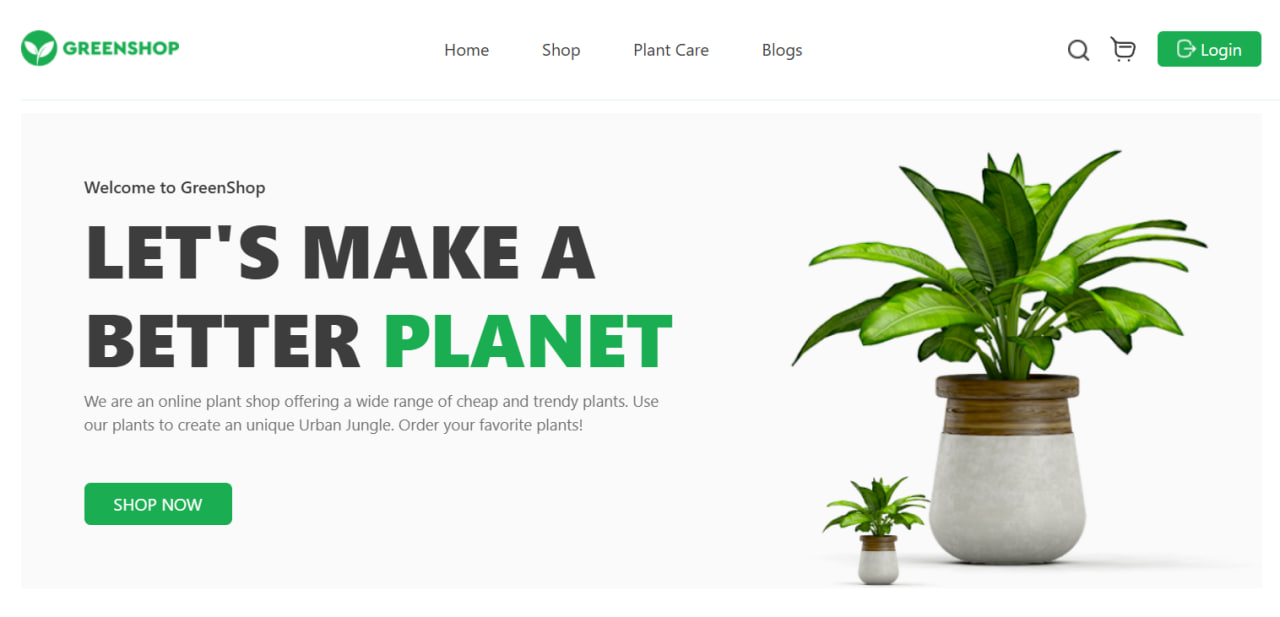 GREENSHOP
Home
Shop
Plant Care
Blogs
Login
Welcome to GreenShop
LET'S MAKE A
BETTER PLANET
We are an online plant shop offering a wide range of cheap and trendy plants. Use
our plants to create an unique Urban Jungle. Order your favorite plants!
SHOP NOW